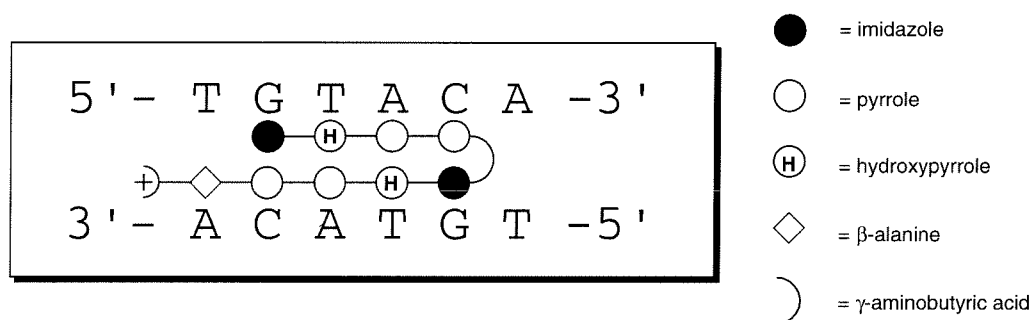 5'- T G T A C A -3'
H
+ H
3'- A C A T G T -5'
= imidazole
= pyrrole
H = hydroxypyrrole
= β-alanine
= γ-aminobutyric acid